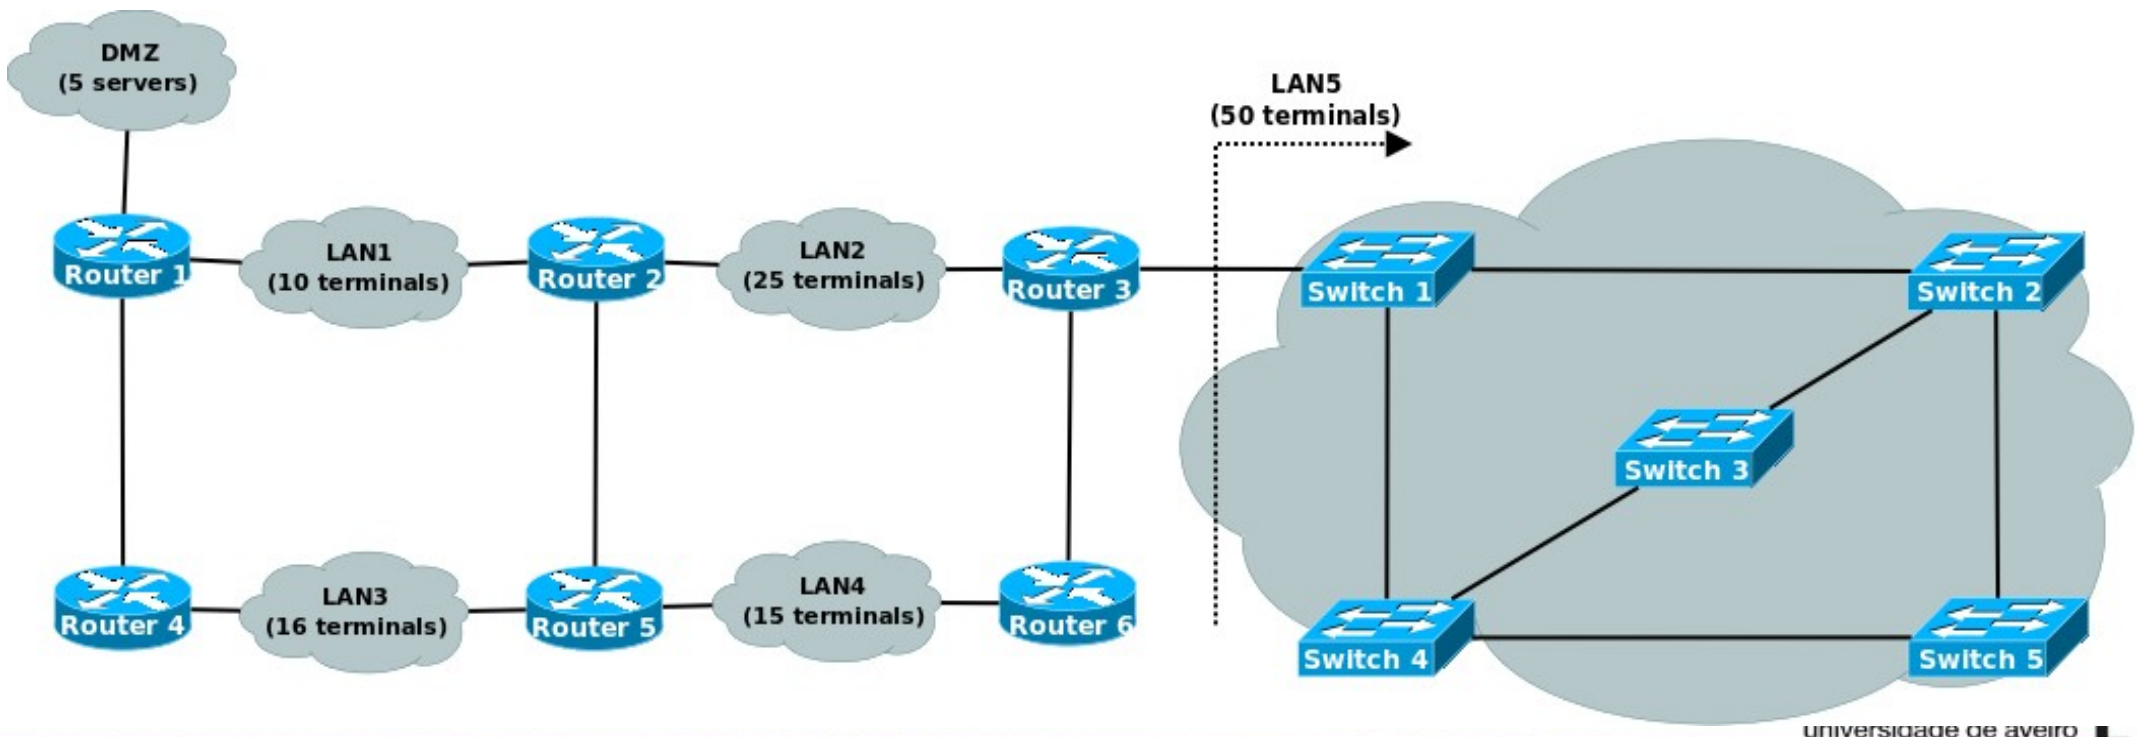 DMZ
(5 servers)
LAN5
(50 terminals)
Router 1
LAN1
(10 terminals)
Router 2
LAN2
(25 terminals)
Router 3
Switch 1
Switch 2
Switch 3
Router 4
LAN3
(16 terminals)
Router 5
LAN4
(15 terminals)
Router 6
Switch 4
Switch 5
universidade de aveiro